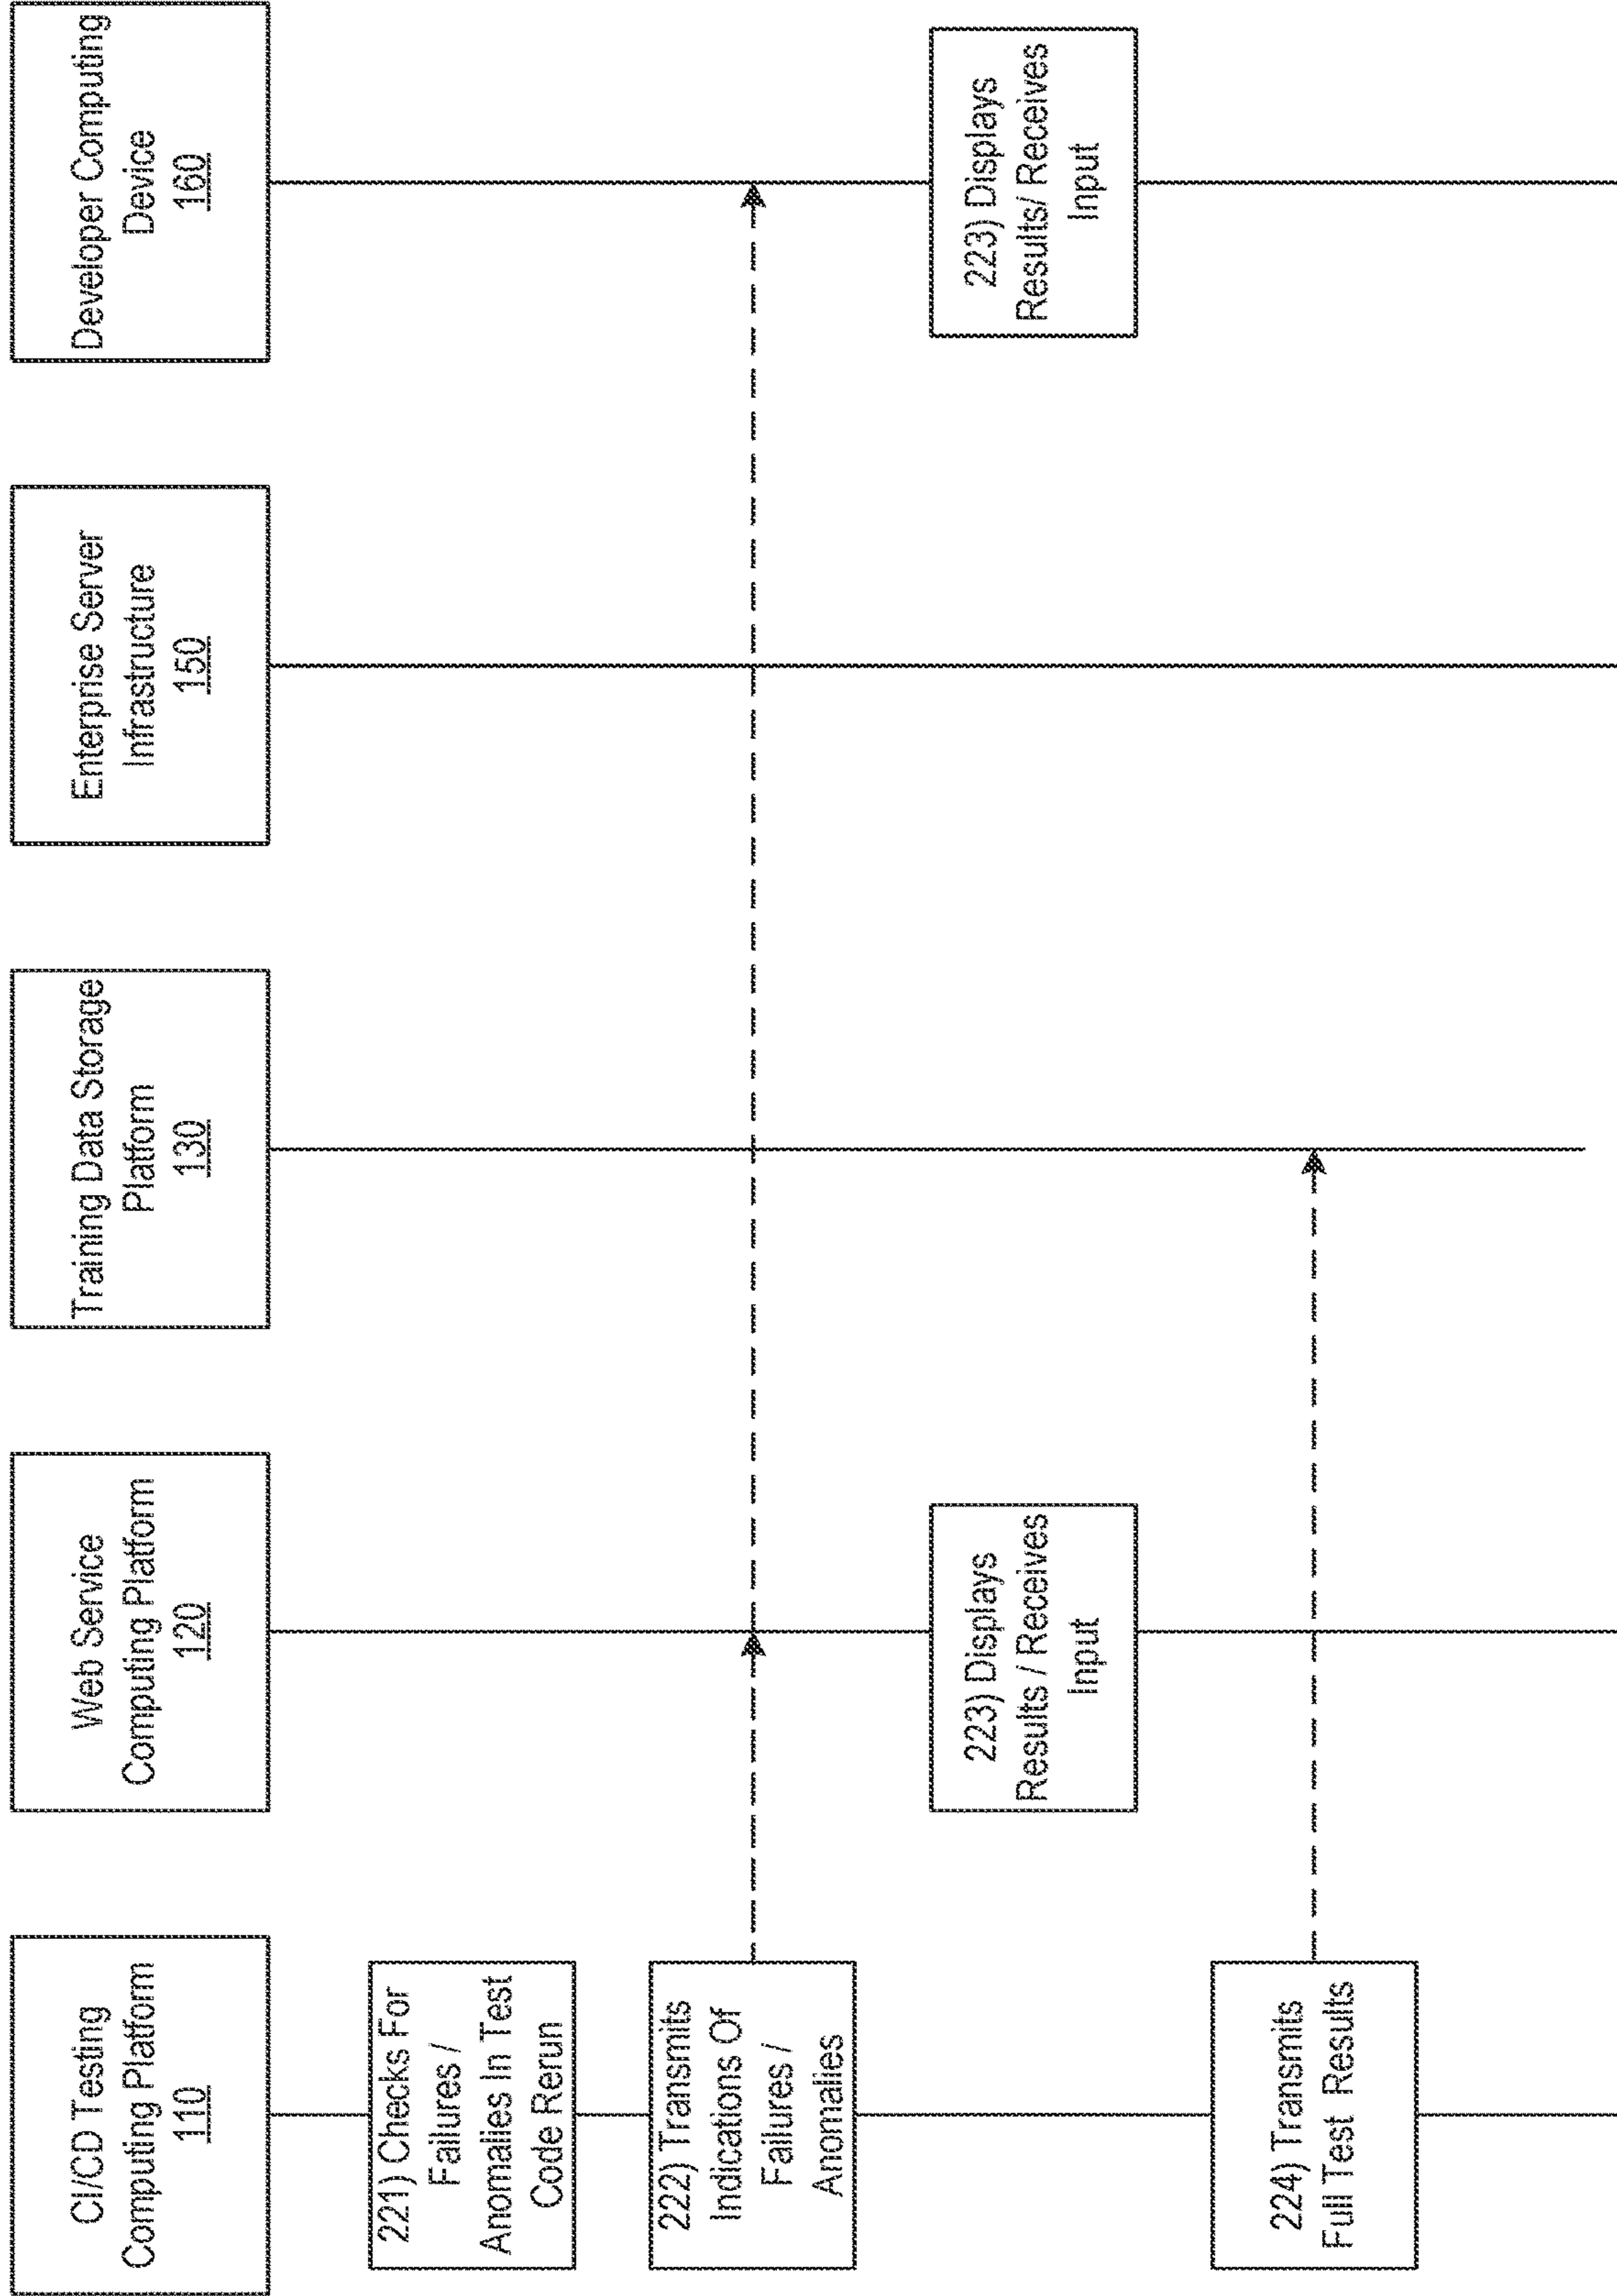 CI/CD Testing
Computing Platform
110
Web Service
Computing Platform
120
Training Data Storage
Platform
130
Enterprise Server
Infrastructure
150
Developer Computing
Device
160
221) Checks For
Failures /
Anomalies In Test
Code Rerun
222) Transmits
Indications Of
Failures /
Anomalies
223) Displays
Results / Receives
Input
223) Displays
Results/ Receives
Input
224) Transmits
Full Test Results